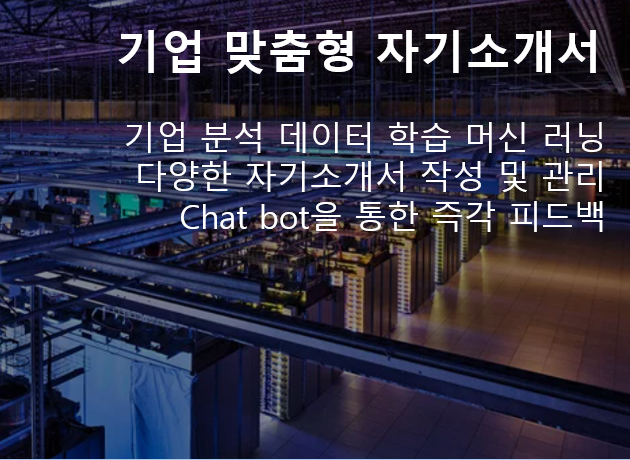 기업 맞춤형 자기소개서
기업 분석 데이터 학습 머신 러닝
다양한 자기소개서 작성 및 관리
Chat bot을 통한 즉각 피드백